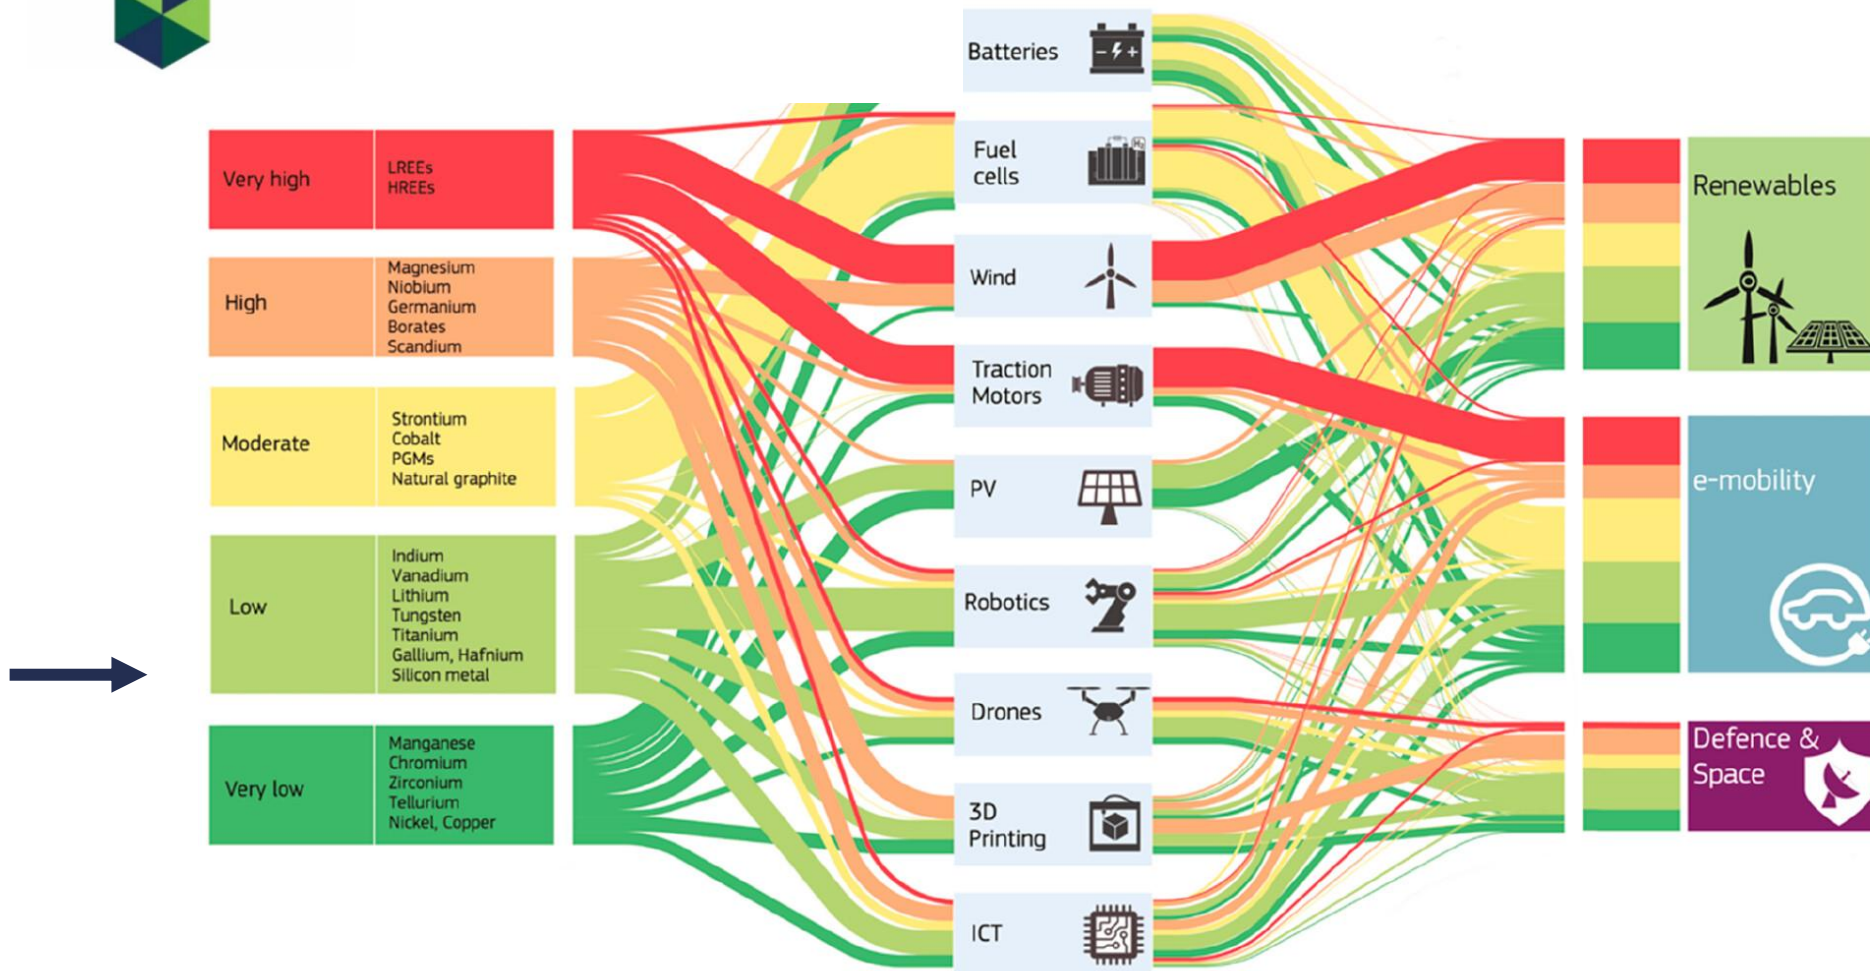 Very high
LREEs
HREEs
High
Magnesium
Niobium
Germanium
Borates
Scandium
Moderate
Strontium
Cobalt
PGMs
Natural graphite
Low
Indium
Vanadium
Lithium
Tungsten
Titanium
Gallium, Hafnium
Silicon metal
Very low
Manganese
Chromium
Zirconium
Tellurium
Nickel, Copper
Batteries
Fuel
cells
H₂
Wind
Traction
Motors
PV
Robotics
Drones
3D
Printing
ICT
Renewables
e-mobility
Defence &
Space